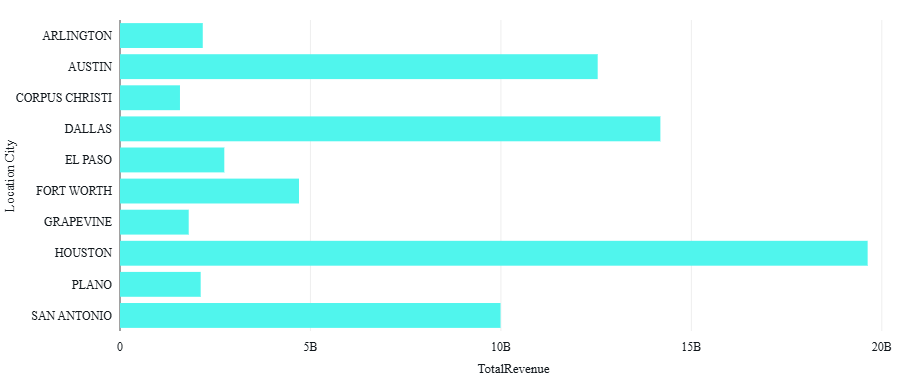 Location City
ARLINGTON
AUSTIN
CORPUS CHRISTI
DALLAS
EL PASO
FORT WORTH
GRAPEVINE
HOUSTON
PLANO
SAN ANTONIO
0 5B 10B 15B 20B
TotalRevenue